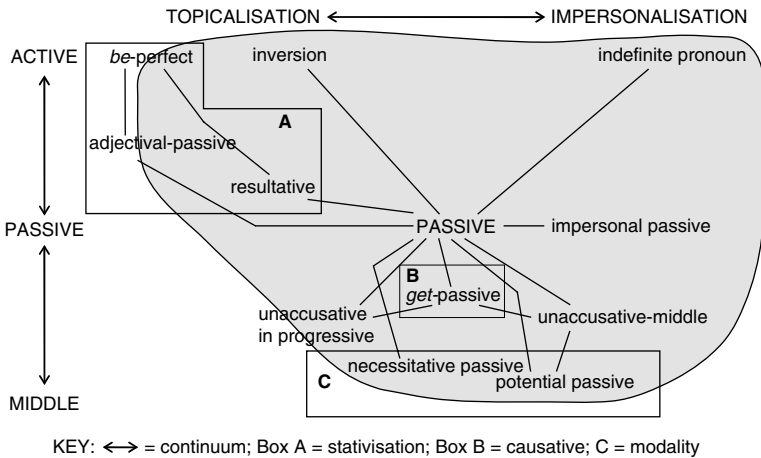 TOPICALISATION IMPERSONALISATION
ACTIVE be-perfect inversion indefinite pronoun
A
adjectival-passive
resultative
PASSIVE PASSIVE impersonal passive
B
get-passive
unaccusative unaccusative-middle
in progressive
necessitative passive
C potential passive
MIDDLE
KEY: ↔ = continuum; Box A = stativisation; Box B = causative; C = modality